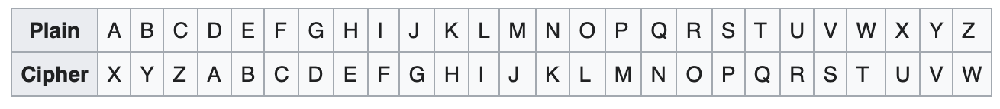 Plain A B C D E F G H I J K L M N O P Q R S T U V W X Y Z
Cipher X Y Z A B C D E F G H I J K L M N O P Q R S T U V W